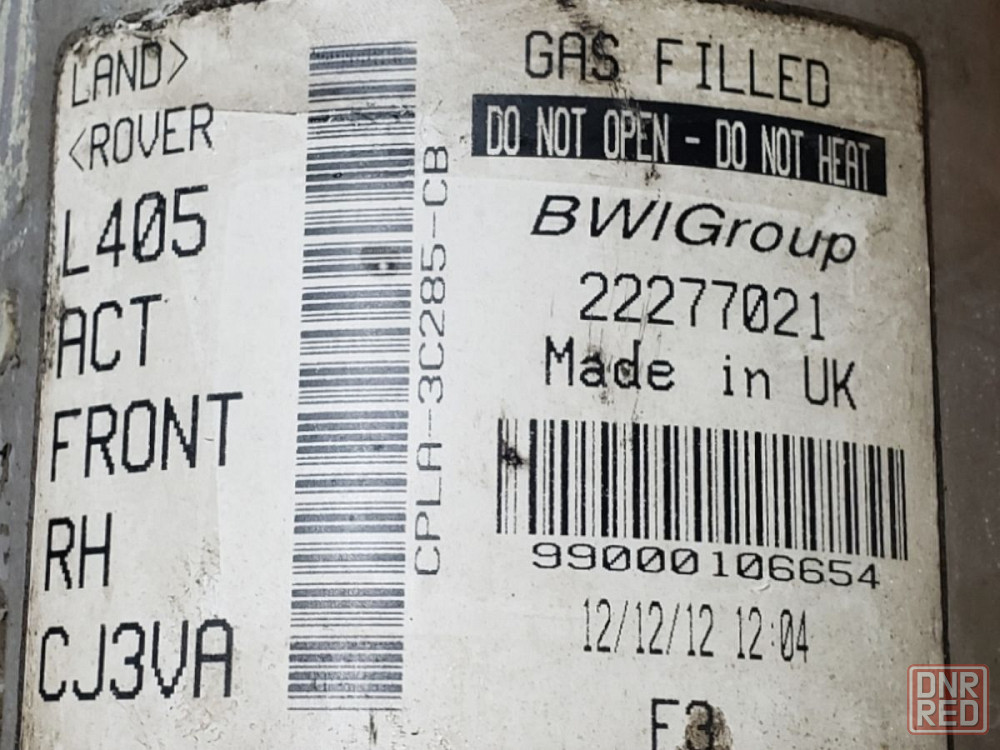 LAND>
<ROVER
L405
ACT
FRONT
RH
CJ3VA
CPLA-3C285-CB
GAS FILLED
DO NOT OPEN - DO NOT HEAT
BWIGroup
22277021
Made in UK
99000106654
12/12/12 12:04
DNR
RED